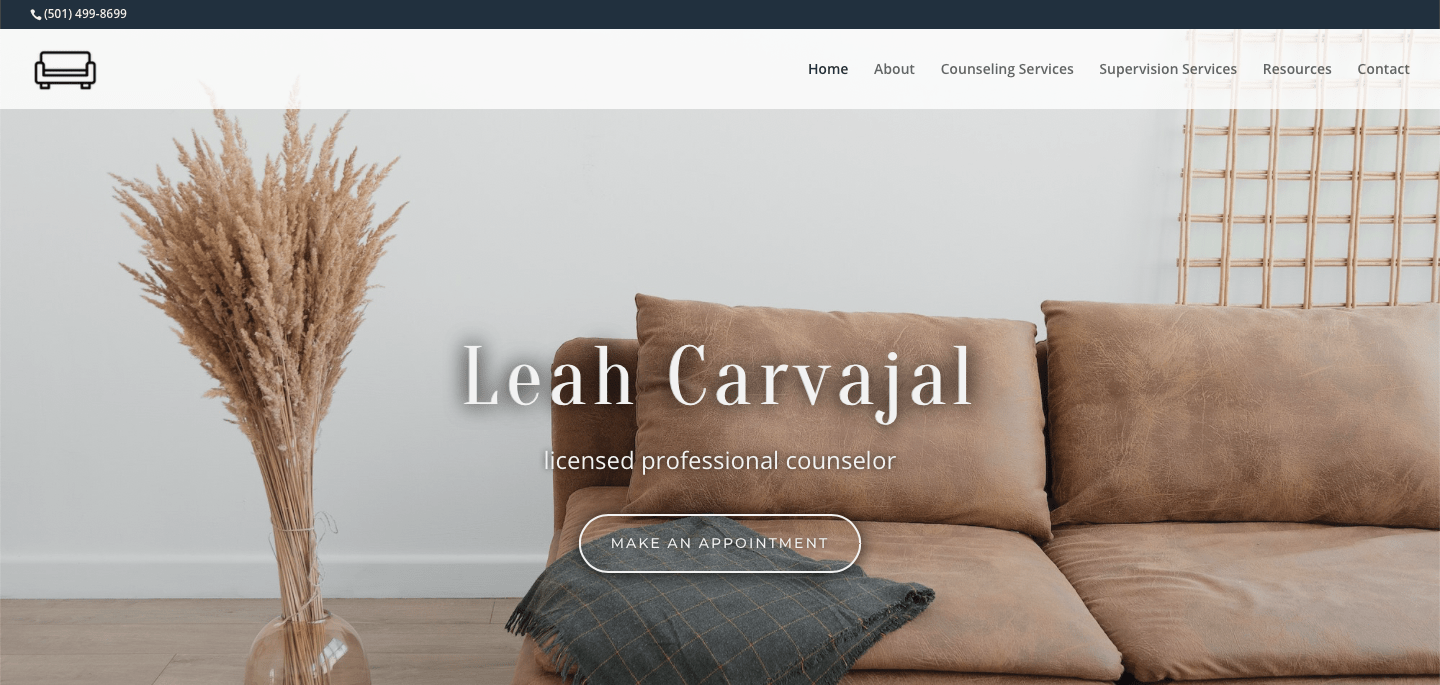 (501) 499-8699
Home About Counseling Services Supervision Services Resources Contact
Leah Carvajal
licensed professional counselor
MAKE AN APPOINTMENT